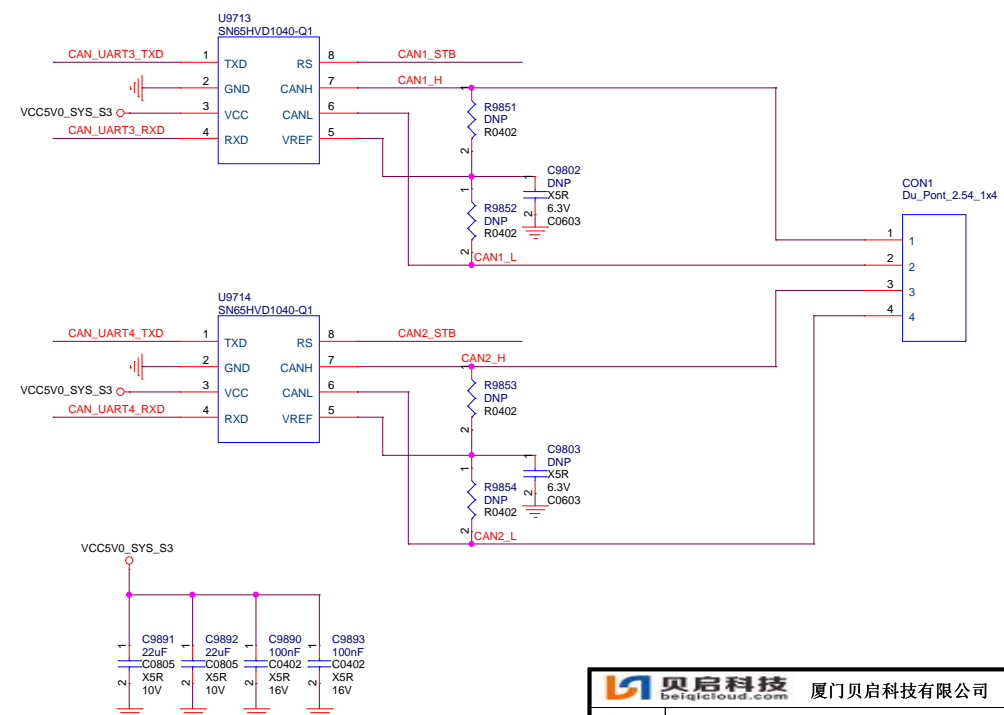 U9713
SN65HVD1040-Q1
CAN_UART3_TXD 1 TXD RS 8 CAN1_STB
2 GND CANH 7 CAN1_H
VCC5V0_SYS_S3 3 VCC CANL 6
CAN_UART3_RXD 4 RXD VREF 5
1
R9851
DNP
R0402
2
1
C9802
DNP
X5R
6.3V
C0603
2
1
R9852
DNP
R0402
2
CAN1_L
CON1
Du_Pont_2.54_1x4
1 1
2 2
3 3
4 4
U9714
SN65HVD1040-Q1
CAN_UART4_TXD 1 TXD RS 8 CAN2_STB
2 GND CANH 7 CAN2_H
VCC5V0_SYS_S3 3 VCC CANL 6
CAN_UART4_RXD 4 RXD VREF 5
R9853
DNP
R0402
2
1
C9803
DNP
X5R
6.3V
C0603
2
1
R9854
DNP
R0402
2
CAN2_L
VCC5V0_SYS_S3
1
C9891
22uF
C0805
X5R
10V
2
1
C9892
22uF
C0805
X5R
10V
2
1
C9890
100nF
C0402
X5R
16V
2
1
C9893
100nF
C0402
X5R
16V
2
贝启科技
beiqicloud.com
厦门贝启科技有限公司